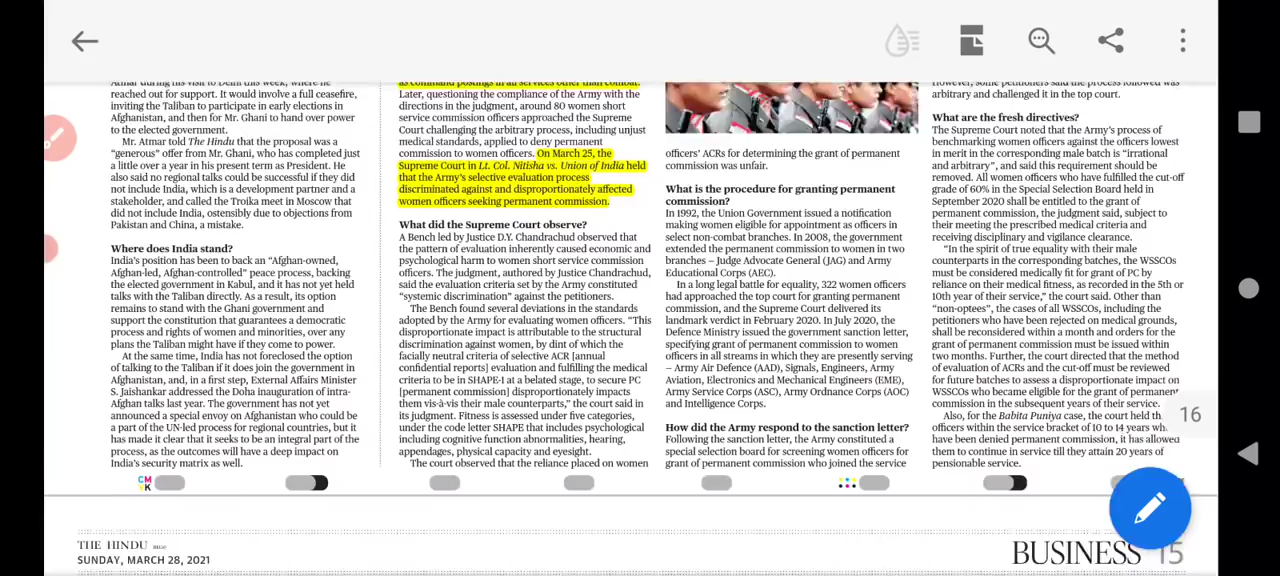 Atmar during his visit to Delhi this week, where he
reached out for support. It would involve a full ceasefire,
inviting the Taliban to participate in early elections in
Afghanistan, and then for Mr. Ghani to hand over power
to the elected government.
Mr. Atmar told The Hindu that the proposal was a
“generous” offer from Mr. Ghani, who has completed just
a little over a year in his present term as President. He
also said no regional talks could be successful if they did
not include India, which is a development partner and a
stakeholder, and called the Troika meet in Moscow that
did not include India, ostensibly due to objections from
Pakistan and China, a mistake.
Where does India stand?
India's position has been to back an “Afghan-owned,
Afghan-led, Afghan-controlled” peace process, backing
the elected government in Kabul, and it has not yet held
talks with the Taliban directly. As a result, its option
remains to stand with the Ghani government and
support the constitution that guarantees a democratic
process and rights of women and minorities, over any
plans the Taliban might have if they come to power.
At the same time, India has not foreclosed the option
of talking to the Taliban if it does join the government in
Afghanistan, and, in a first step, External Affairs Minister
S. Jaishankar addressed the Doha inauguration of intra-
Afghan talks last year. The government has not yet
announced a special envoy on Afghanistan who could be
a part of the UN-led process for regional countries, but it
has made it clear that it seeks to be an integral part of the
process, as the outcomes will have a deep impact on
India's security matrix as well.
as command postings in all services other than combat.
Later, questioning the compliance of the Army with the
directions in the judgment, around 80 women short
service commission officers approached the Supreme
Court challenging the arbitrary process, including unjust
medical standards, applied to deny permanent
commission to women officers. On March 25, the
Supreme Court in Lt. Col. Nitisha vs. Union of India held
that the Army's selective evaluation process
discriminated against and disproportionately affected
women officers seeking permanent commission.
What did the Supreme Court observe?
A Bench led by Justice D.Y. Chandrachud observed that
the pattern of evaluation inherently caused economic and
psychological harm to women short service commission
officers. The judgment, authored by Justice Chandrachud,
said the evaluation criteria set by the Army constituted
“systemic discrimination” against the petitioners.
The Bench found several deviations in the standards
adopted by the Army for evaluating women officers. “This
disproportionate impact is attributable to the structural
discrimination against women, by dint of which the
facially neutral criteria of selective ACR [annual
confidential reports] evaluation and fulfilling the medical
criteria to be in SHAPE-1 at a belated stage, to secure PC
[permanent commission] disproportionately impacts
them vis-à-vis their male counterparts,” the court said in
its judgment. Fitness is assessed under five categories,
under the code letter SHAPE that includes psychological
including cognitive function abnormalities, hearing,
appendages, physical capacity and eyesight.
The court observed that the reliance placed on women
officers' ACRs for determining the grant of permanent
commission was unfair.
What is the procedure for granting permanent
commission?
In 1992, the Union Government issued a notification
making women eligible for appointment as officers in
select non-combat branches. In 2008, the government
extended the permanent commission to women in two
branches – Judge Advocate General (JAG) and Army
Educational Corps (AEC).
In a long legal battle for equality, 322 women officers
had approached the top court for granting permanent
commission, and the Supreme Court delivered its
landmark verdict in February 2020. In July 2020, the
Defence Ministry issued the government sanction letter,
specifying grant of permanent commission to women
officers in all streams in which they are presently serving
– Army Air Defence (AAD), Signals, Engineers, Army
Aviation, Electronics and Mechanical Engineers (EME),
Army Service Corps (ASC), Army Ordnance Corps (AOC)
and Intelligence Corps.
How did the Army respond to the sanction letter?
Following the sanction letter, the Army constituted a
special selection board for screening women officers for
grant of permanent commission who joined the service
However, some petitioners said the process followed was
arbitrary and challenged it in the top court.
What are the fresh directives?
The Supreme Court noted that the Army's process of
benchmarking women officers against the officers lowest
in merit in the corresponding male batch is “irrational
and arbitrary”, and said this requirement should be
removed. All women officers who have fulfilled the cut-off
grade of 60% in the Special Selection Board held in
September 2020 shall be entitled to the grant of
permanent commission, the judgment said, subject to
their meeting the prescribed medical criteria and
receiving disciplinary and vigilance clearance.
“In the spirit of true equality with their male
counterparts in the corresponding batches, the WSSCOs
must be considered medically fit for grant of PC by
reliance on their medical fitness, as recorded in the 5th or
10th year of their service,” the court said. Other than
“non-optees”, the cases of all WSSCOs, including the
petitioners who have been rejected on medical grounds,
shall be reconsidered within a month and orders for the
grant of permanent commission must be issued within
two months. Further, the court directed that the method
of evaluation of ACRs and the cut-off must be reviewed
for future batches to assess a disproportionate impact on
WSSCOs who became eligible for the grant of permanent
commission in the subsequent years of their service.
Also, for the Babita Puniya case, the court held th
officers within the service bracket of 10 to 14 years wh
have been denied permanent commission, it has allowed
them to continue in service till they attain 20 years of
pensionable service.
16
CMYK
THE HINDU
SUNDAY, MARCH 28, 2021
BUSINESS 15